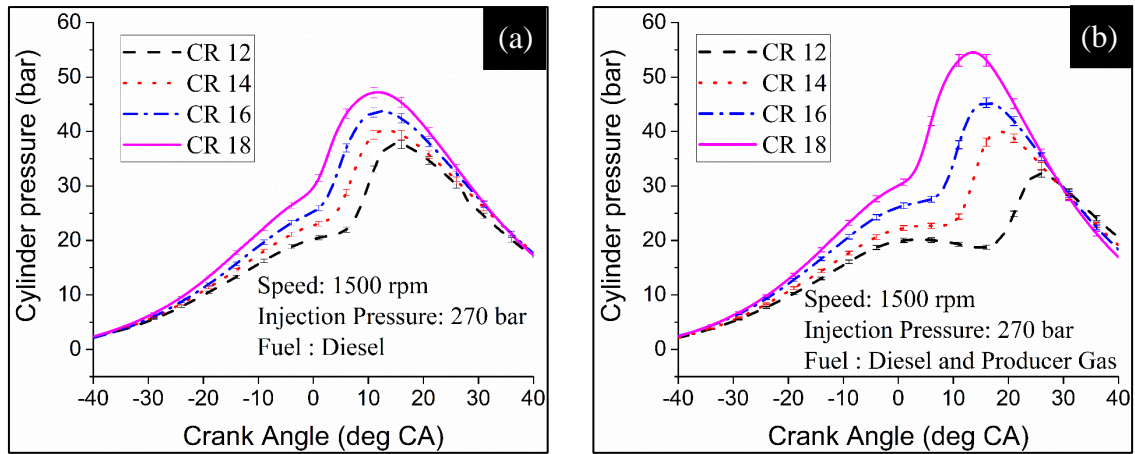 (a)
60
50
40
30
20
10
0
Cylinder pressure (bar)
CR 12
CR 14
CR 16
CR 18
Speed: 1500 rpm
Injection Pressure: 270 bar
Fuel : Diesel
-40 -30 -20 -10 0 10 20 30 40
Crank Angle (deg CA)
(b)
60
50
40
30
20
10
0
Cylinder pressure (bar)
CR 12
CR 14
CR 16
CR 18
Speed: 1500 rpm
Injection Pressure: 270 bar
Fuel : Diesel and Producer Gas
-40 -30 -20 -10 0 10 20 30 40
Crank Angle (deg CA)